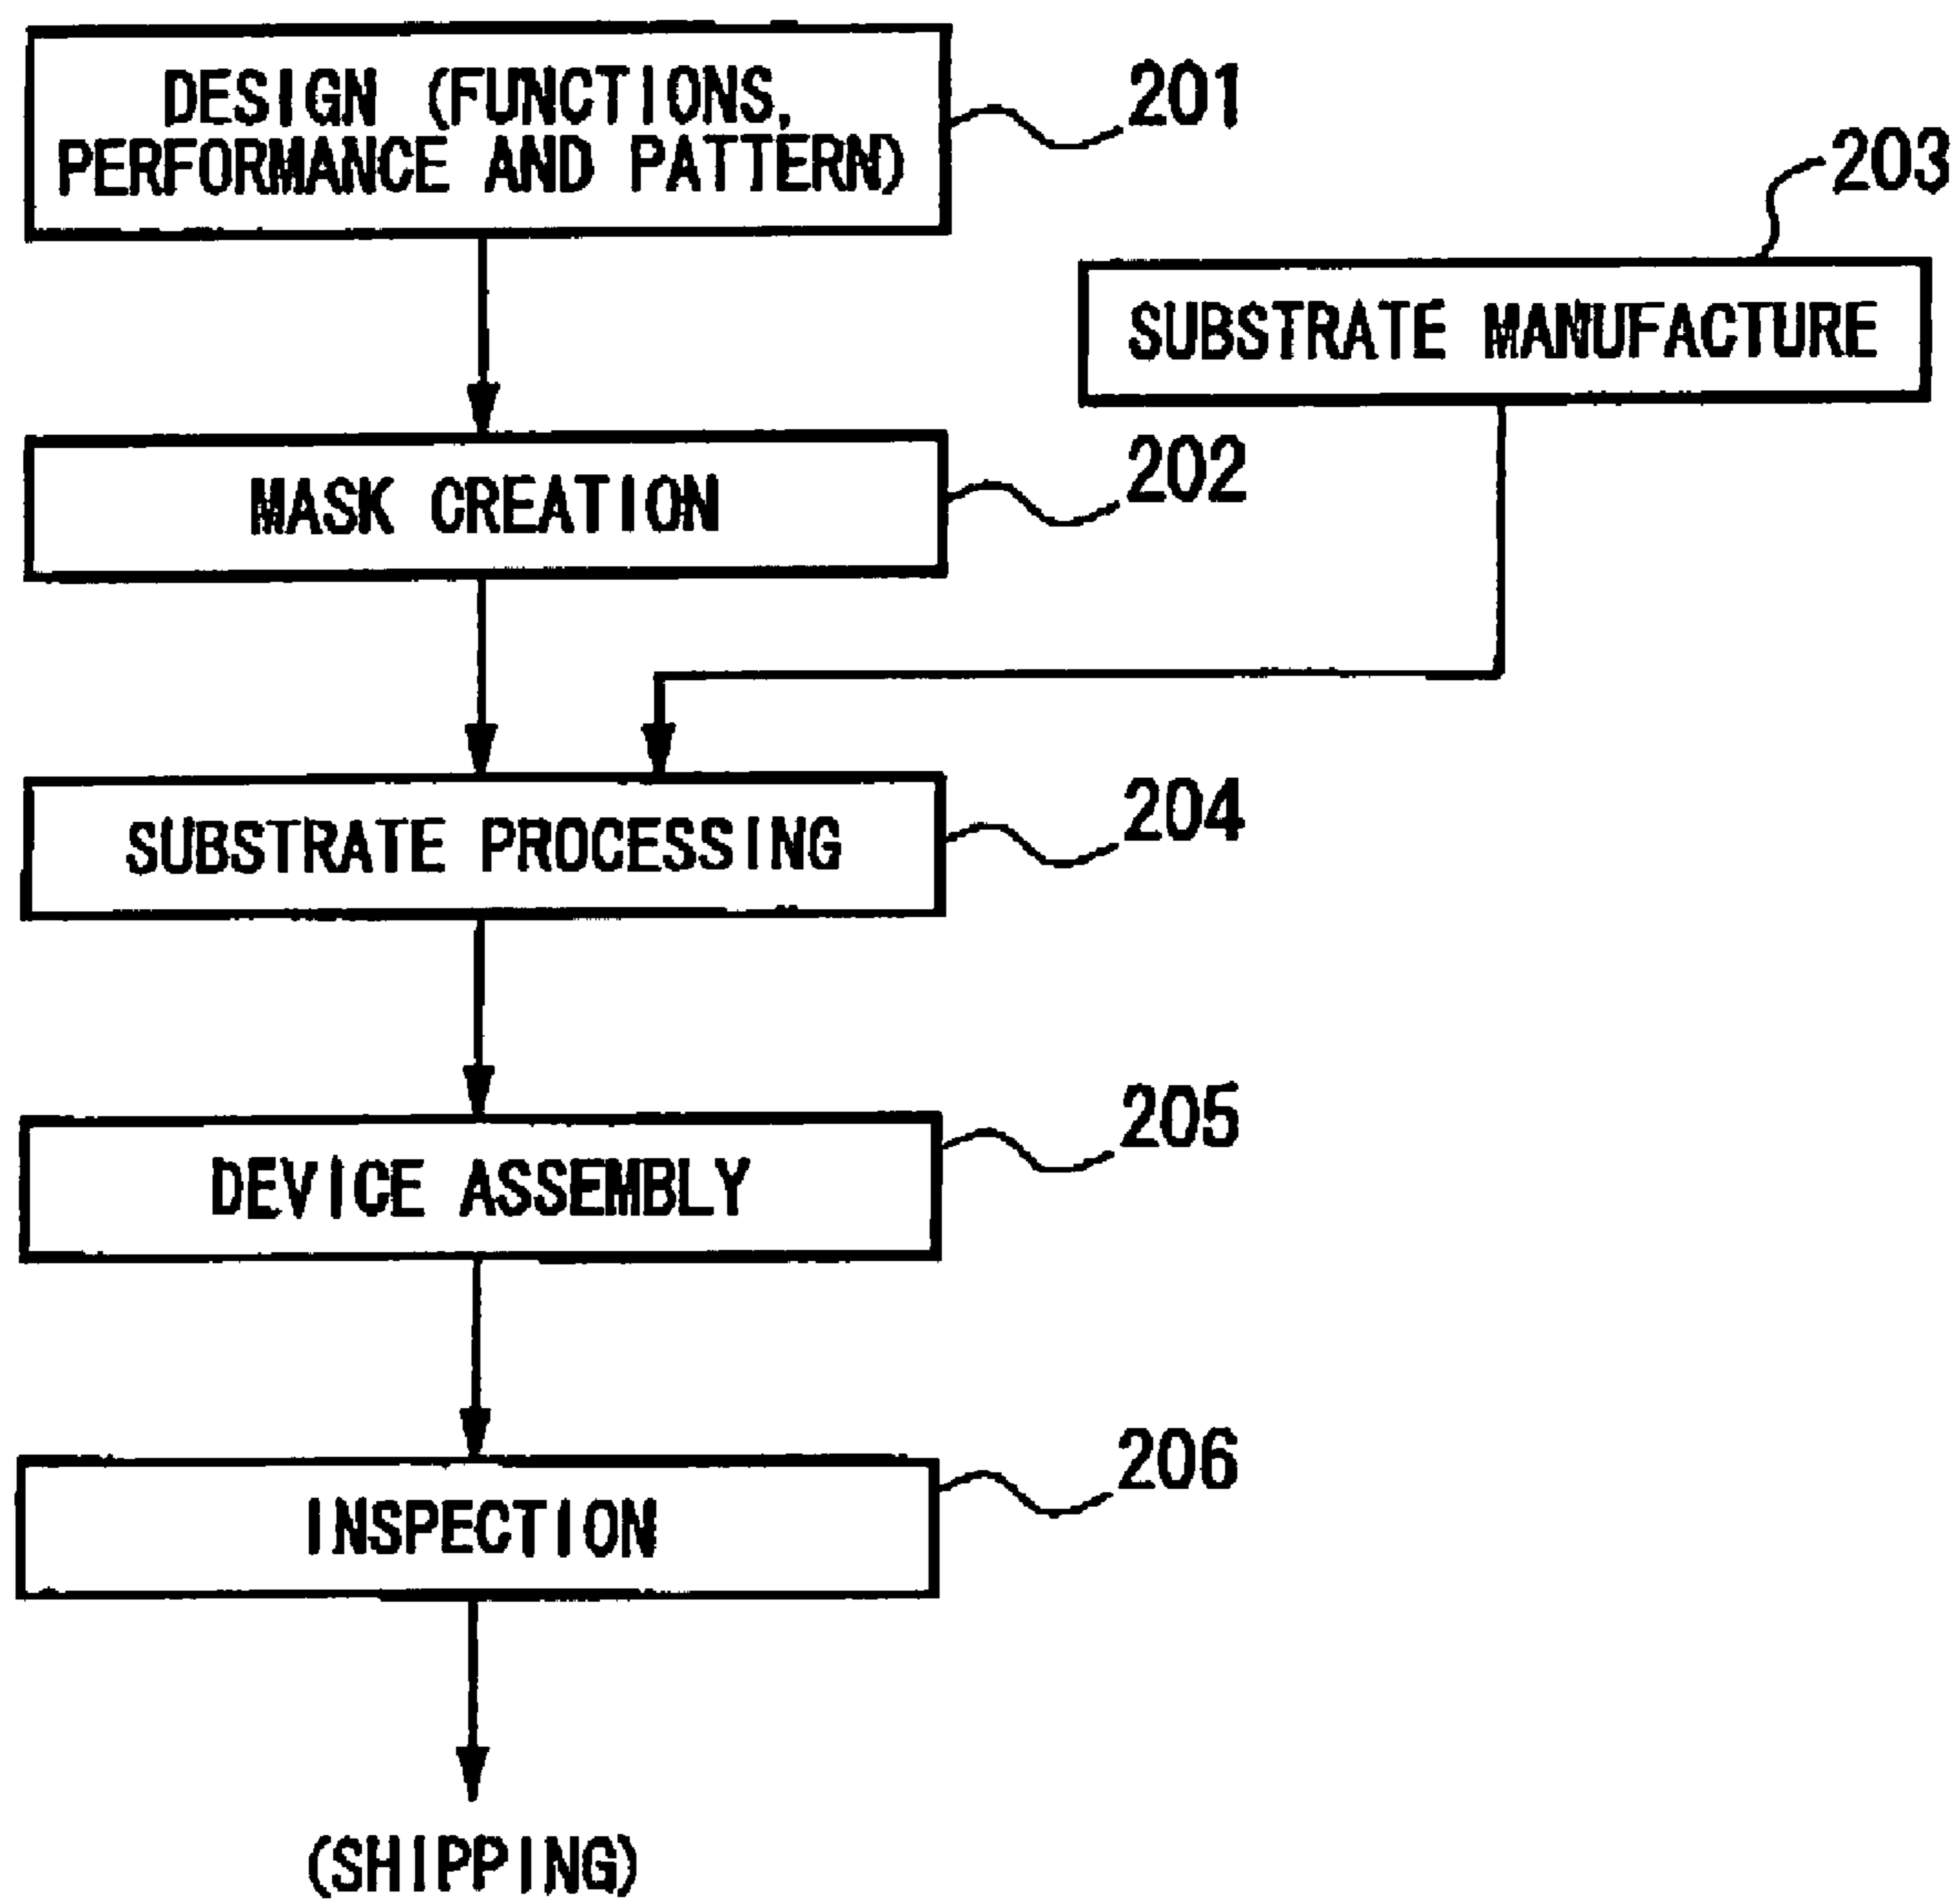 DESIGN (FUNCTIONS,
PERFORMANCE AND PATTERN)
201
203
SUBSTRATE MANUFACTURE
MASK CREATION
202
SUBSTRATE PROCESSING
204
DEVICE ASSEMBLY
205
INSPECTION
206
(SHIPPING)